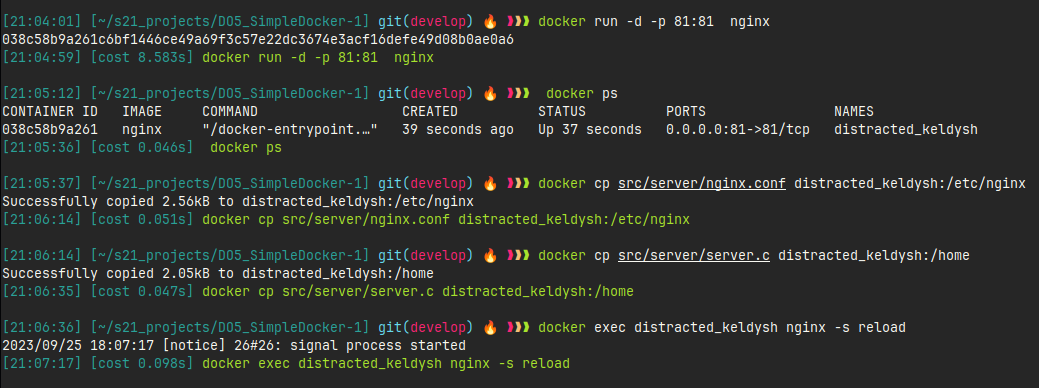 [21:04:01] [~/s21_projects/DO5_SimpleDocker-1] git(develop) 🔥 ❱❱❱ docker run -d -p 81:81  nginx
038c58b9a261c6bf1446ce49a69f3c57e22dc3674e3acf16defe49d08b0ae0a6
[21:04:59] [cost 8.583s] docker run -d -p 81:81  nginx
[21:05:12] [~/s21_projects/DO5_SimpleDocker-1] git(develop) 🔥 ❱❱❱  docker ps
CONTAINER ID   IMAGE     COMMAND                  CREATED          STATUS          PORTS                NAMES
038c58b9a261   nginx     "/docker-entrypoint.…"   39 seconds ago   Up 37 seconds   0.0.0.0:81->81/tcp   distracted_keldysh
[21:05:36] [cost 0.046s]  docker ps
[21:05:37] [~/s21_projects/DO5_SimpleDocker-1] git(develop) 🔥 ❱❱❱ docker cp src/server/nginx.conf distracted_keldysh:/etc/nginx
Successfully copied 2.56kB to distracted_keldysh:/etc/nginx
[21:06:14] [cost 0.051s] docker cp src/server/nginx.conf distracted_keldysh:/etc/nginx
[21:06:14] [~/s21_projects/DO5_SimpleDocker-1] git(develop) 🔥 ❱❱❱ docker cp src/server/server.c distracted_keldysh:/home
Successfully copied 2.05kB to distracted_keldysh:/home
[21:06:35] [cost 0.047s] docker cp src/server/server.c distracted_keldysh:/home
[21:06:36] [~/s21_projects/DO5_SimpleDocker-1] git(develop) 🔥 ❱❱❱ docker exec distracted_keldysh nginx -s reload
2023/09/25 18:07:17 [notice] 26#26: signal process started
[21:07:17] [cost 0.098s] docker exec distracted_keldysh nginx -s reload